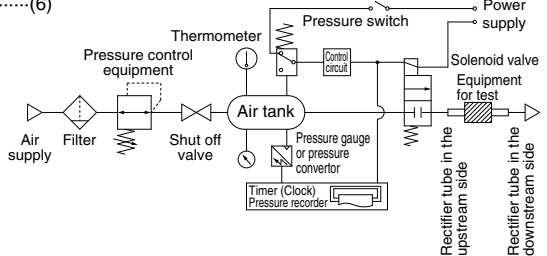 ······(6)
Power
supply
Pressure switch
Thermometer
Pressure control
equipment
Control
circuit
Solenoid valve
Equipment
for test
Air tank
Air
supply
Filter
Shut off
valve
Pressure gauge
or pressure
convertor
Timer (Clock)
Pressure recorder
Rectifier tube in the
upstream side
Rectifier tube in the
downstream side